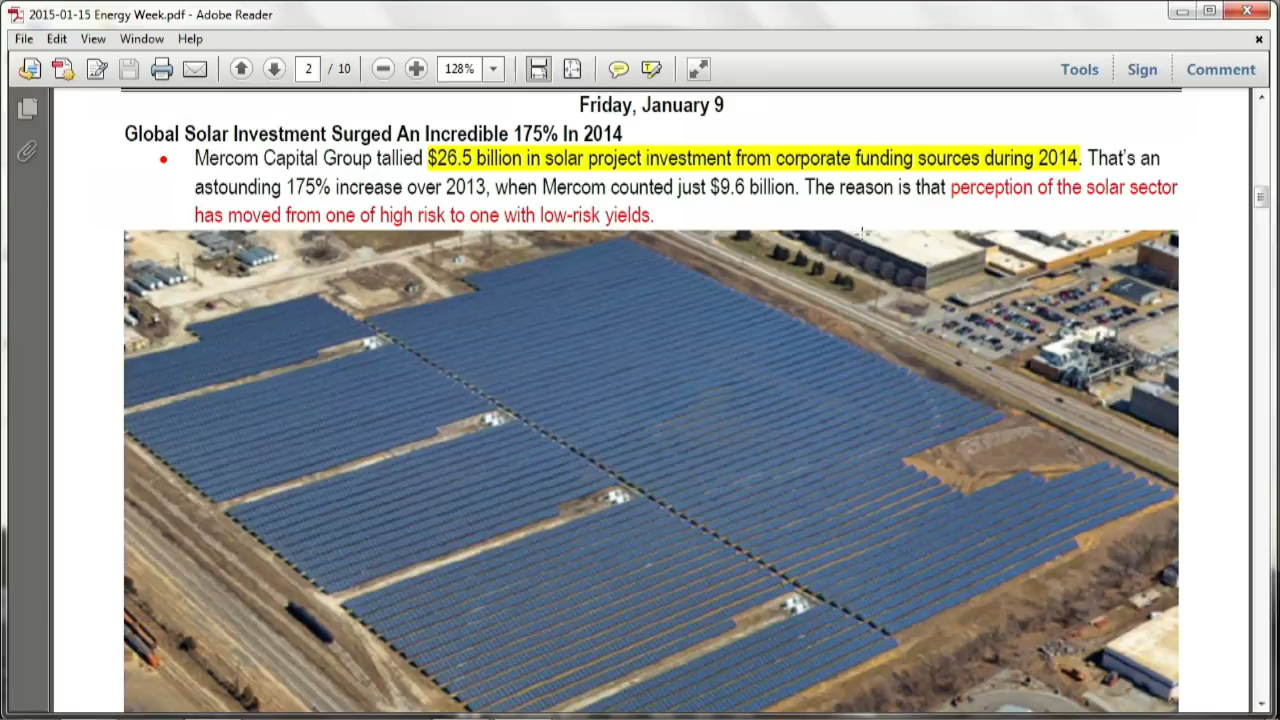 2015-01-15 Energy Week.pdf - Adobe Reader
File Edit View Window Help
2 / 10 128% Tools Sign Comment
Friday, January 9
Global Solar Investment Surged An Incredible 175% In 2014
• Mercom Capital Group tallied $26.5 billion in solar project investment from corporate funding sources during 2014. That's an
astounding 175% increase over 2013, when Mercom counted just $9.6 billion. The reason is that perception of the solar sector
has moved from one of high risk to one with low-risk yields.